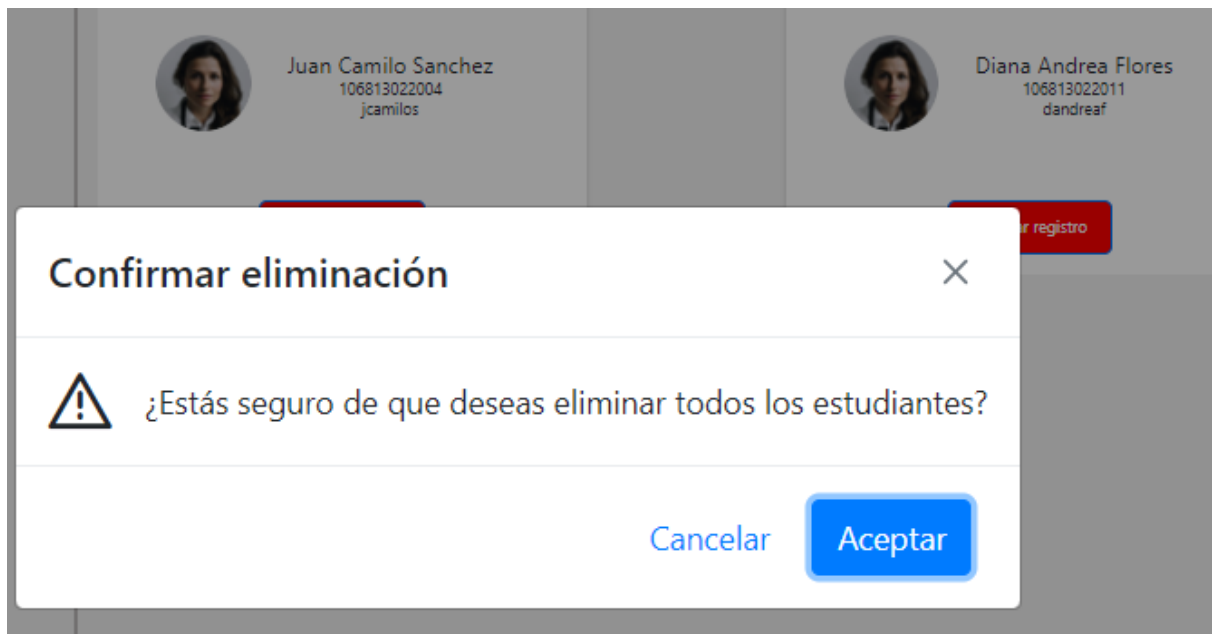 Juan Camilo Sanchez
106813022004
jcamilos
Diana Andrea Flores
106813022011
dandreaf
registro
Confirmar eliminación
¿Estás seguro de que deseas eliminar todos los estudiantes?
Cancelar
Aceptar